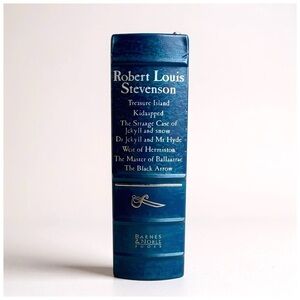 Robert Louis
Stevenson
Treasure Island
Kidnapped
The Strange Case of
Jekyll and snow
Dr Jekyll and Mr Hyde
Weir of Hermiston
The Master of Ballantrae
The Black Arrow
BARNES
& NOBLE
BOOKS